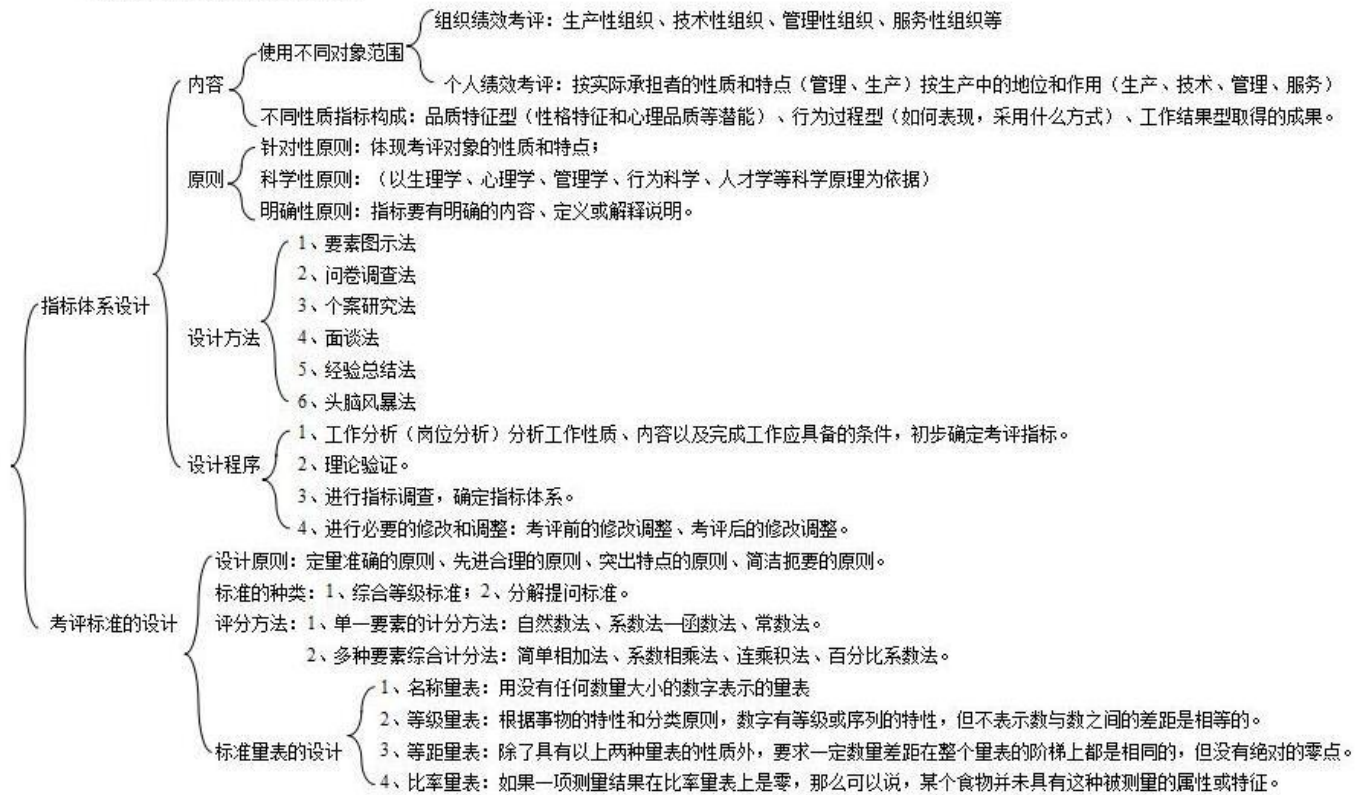 组织绩效考评：生产性组织、技术性组织、管理性组织、服务性组织等
使用不同对象范围
内容
个人绩效考评：按实际承担者的性质和特点（管理、生产）按生产中的地位和作用（生产、技术、管理、服务）
不同性质指标构成：品质特征型（性格特征和心理品质等潜能）、行为过程型（如何表现，采用什么方式）、工作结果型取得的成果。
针对性原则：体现考评对象的性质和特点；
原则
科学性原则：（以生理学、心理学、管理学、行为科学、人才学等科学原理为依据）
明确性原则：指标要有明确的内容、定义或解释说明。
1、要素图示法
2、问卷调查法
指标体系设计
3、个案研究法
设计方法
4、面谈法
5、经验总结法
6、头脑风暴法
1、工作分析（岗位分析）分析工作性质、内容以及完成工作应具备的条件，初步确定考评指标。
设计程序
2、理论验证。
3、进行指标调查，确定指标体系。
4、进行必要的修改和调整：考评前的修改调整、考评后的修改调整。
设计原则：定量准确的原则、先进合理的原则、突出特点的原则、简洁扼要的原则。
标准的种类：1、综合等级标准；2、分解提问标准。
考评标准的设计
评分方法：1、单一要素的计分方法：自然数法、系数法—函数法、常数法。
2、多种要素综合计分法：简单相加法、系数相乘法、连乘积法、百分比系数法。
1、名称量表：用没有任何数量大小的数字表示的量表
2、等级量表：根据事物的特性和分类原则，数字有等级或序列的特性，但不表示数与数之间的差距是相等的。
标准量表的设计
3、等距量表：除了具有以上两种量表的性质外，要求一定数量差距在整个量表的阶梯上都是相同的，但没有绝对的零点。
4、比率量表：如果一项测量结果在比率量表上是零，那么可以说，某个食物并未具有这种被测量的属性或特征。